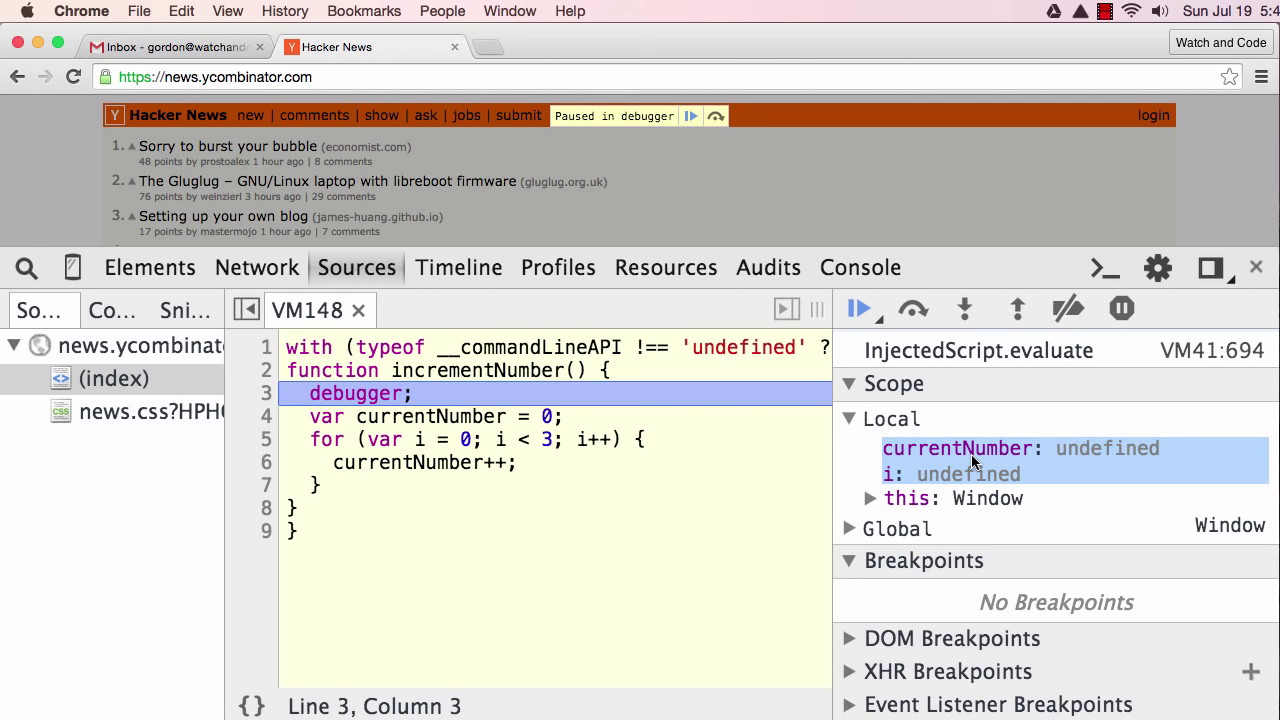 Chrome File Edit View History Bookmarks People Window Help Sun Jul 19 5:4
Inbox - gordon@watchand Hacker News Watch and Code
https://news.ycombinator.com
Y Hacker News new | comments | show | ask | jobs | submit Paused in debugger login
1. Sorry to burst your bubble (economist.com)
48 points by prostoalex 1 hour ago | 8 comments
2. The Gluglug – GNU/Linux laptop with libreboot firmware (gluglug.org.uk)
76 points by weinzierl 3 hours ago | 29 comments
3. Setting up your own blog (james-huang.github.io)
17 points by mastermojo 1 hour ago | 7 comments
Elements Network Sources Timeline Profiles Resources Audits Console
So... Co... Sni... VM148
news.ycombinat
(index)
news.css?HPH
1 with (typeof __commandLineAPI !== 'undefined' ?
2 function incrementNumber() {
3 debugger;
4 var currentNumber = 0;
5 for (var i = 0; i < 3; i++) {
6 currentNumber++;
7 }
8 }
9 }
{} Line 3, Column 3
InjectedScript.evaluate VM41:694
Scope
Local
currentNumber: undefined
i: undefined
this: Window
Global Window
Breakpoints
No Breakpoints
DOM Breakpoints
XHR Breakpoints
Event Listener Breakpoints